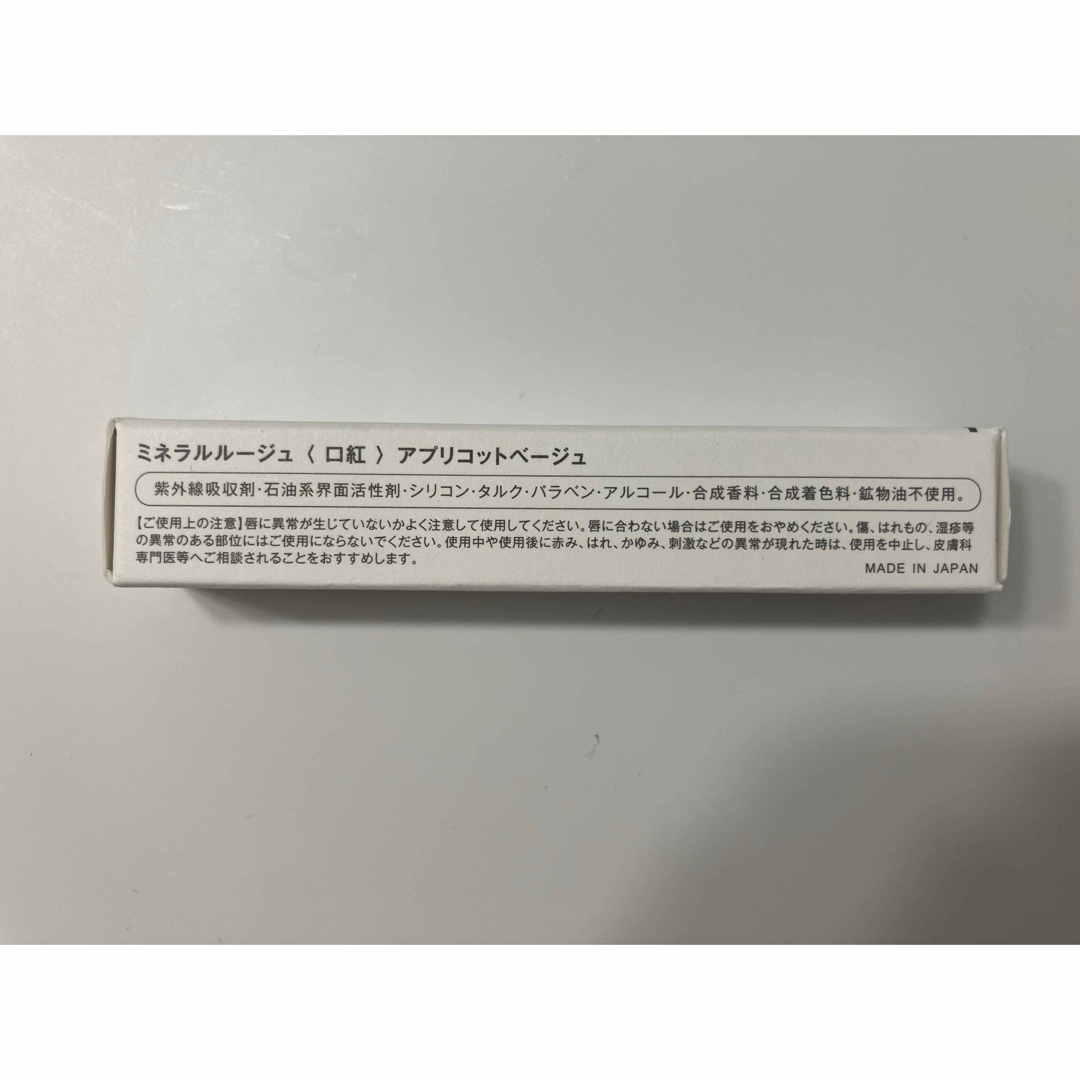 ミネラルルージュ〈 口紅 〉 アプリコットベージュ
紫外線吸収剤・石油系界面活性剤・シリコン・タルク・パラベン・アルコール・合成香料・合成着色料・鉱物油不使用。
【ご使用上の注意】唇に異常が生じていないかよく注意して使用してください。唇に合わない場合はご使用をおやめください。傷、はれもの、湿疹等
の異常のある部位にはご使用にならないでください。使用中や使用後に赤み、はれ、かゆみ、刺激などの異常が現れた時は、使用を中止し、皮膚科
専門医等へご相談されることをおすすめします。
MADE IN JAPAN